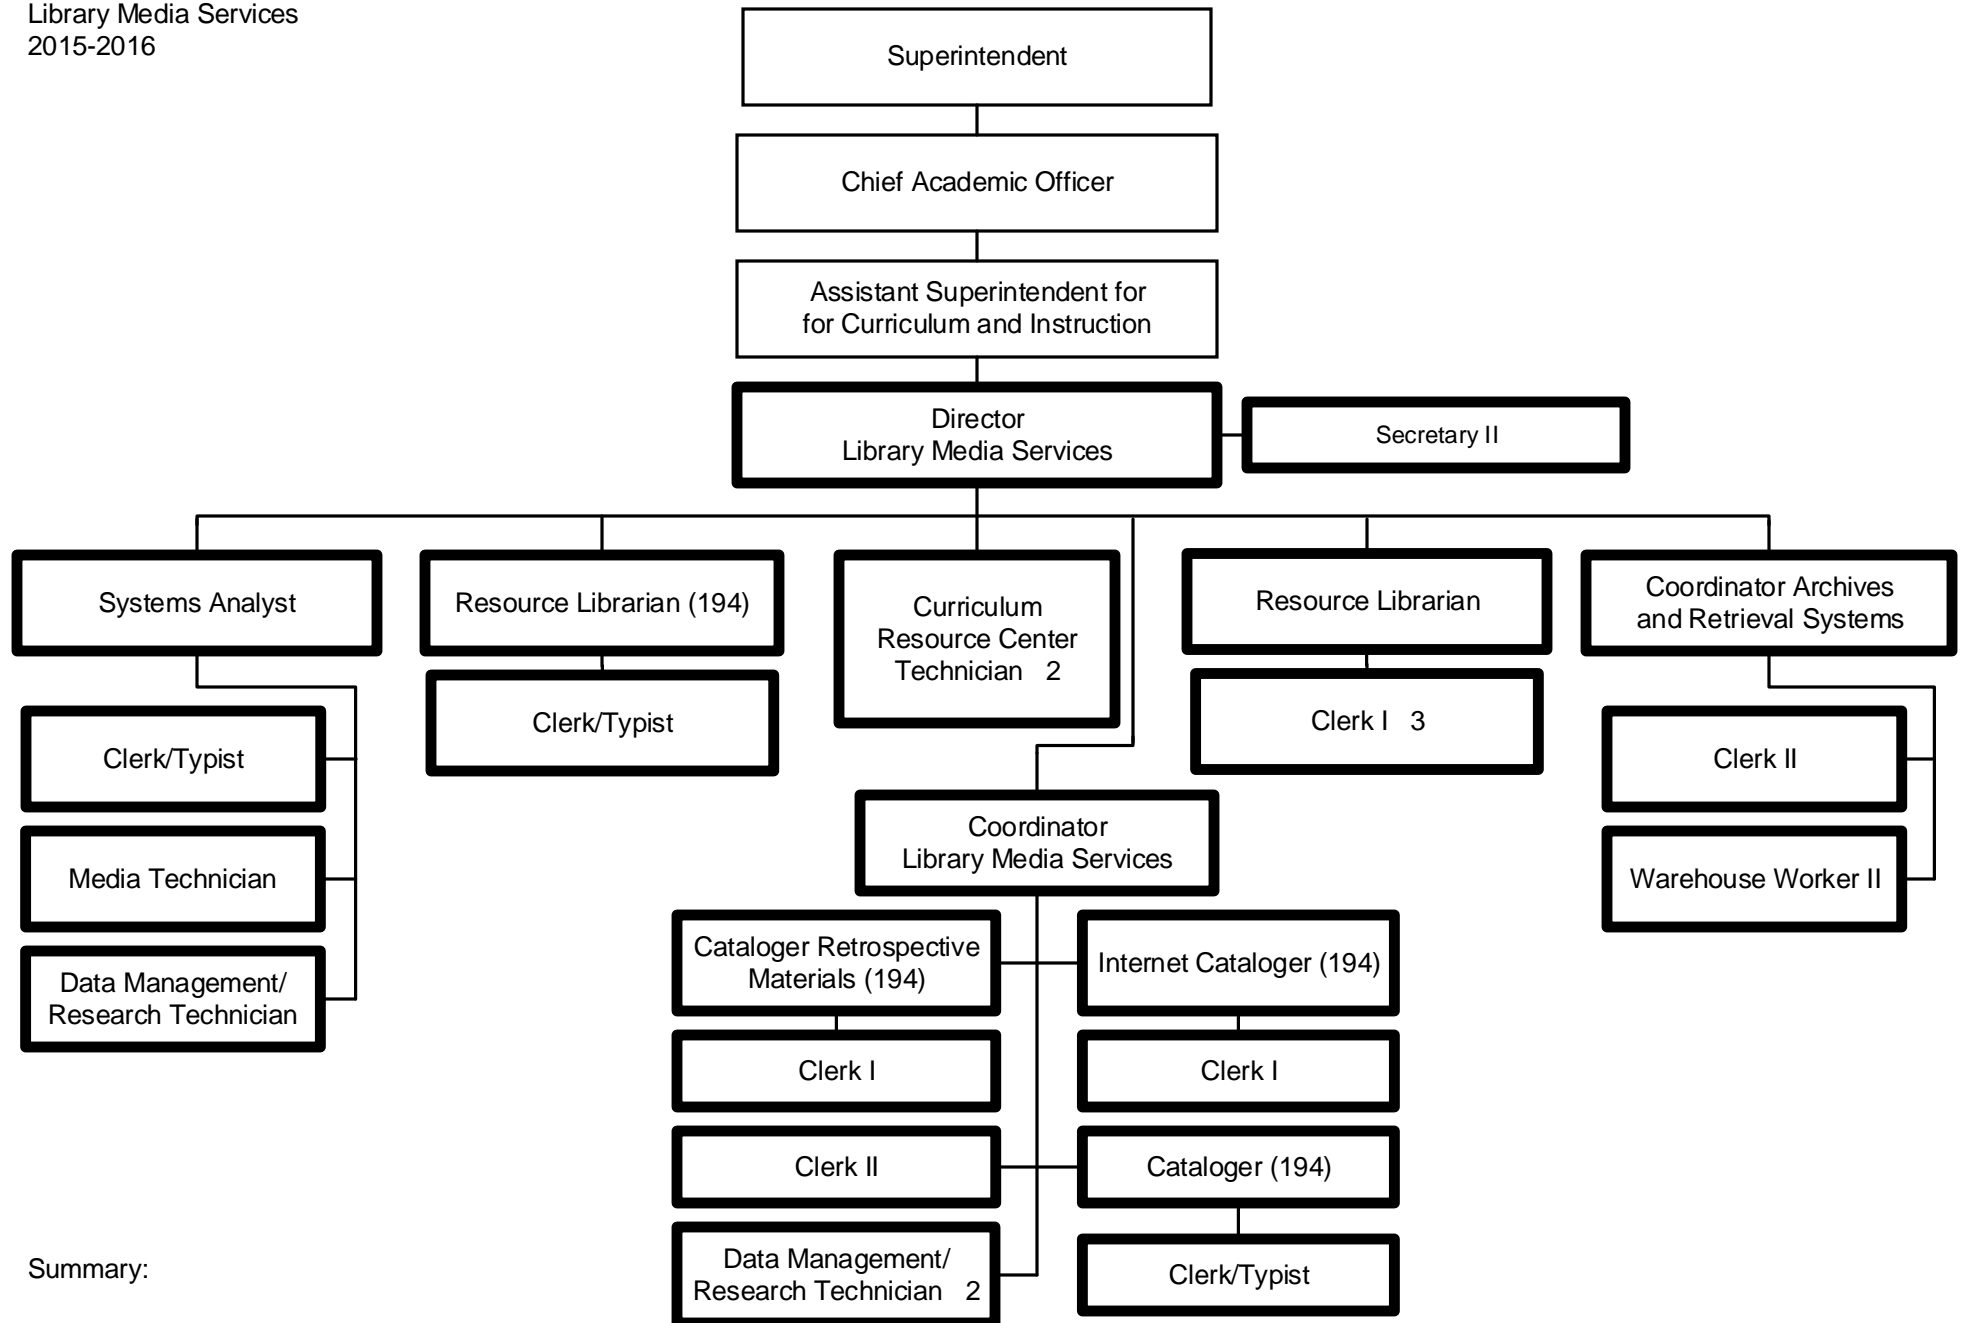 Library Media Services
2015-2016
Superintendent
Chief Academic Officer
Assistant Superintendent for
for Curriculum and Instruction
Director
Library Media Services
Secretary II
Systems Analyst
Resource Librarian (194)
Curriculum
Resource Center
Technician 2
Resource Librarian
Coordinator Archives
and Retrieval Systems
Clerk/Typist
Media Technician
Data Management/
Research Technician
Clerk/Typist
Clerk I 3
Clerk II
Warehouse Worker II
Coordinator
Library Media Services
Cataloger Retrospective
Materials (194)
Internet Cataloger (194)
Clerk I
Clerk I
Clerk II
Cataloger (194)
Data Management/
Research Technician 2
Clerk/Typist
Summary: